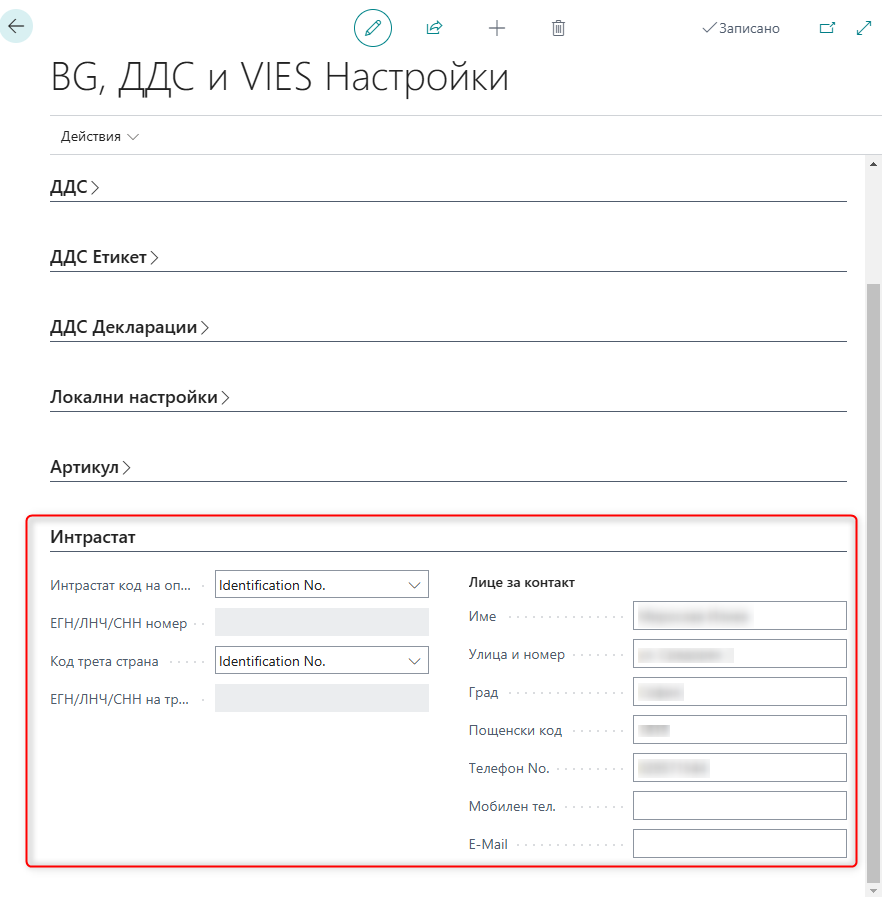 Записано
BG, ДДС и VIES Настройки
Действия
ДДС
ДДС Етикет
ДДС Декларации
Локални настройки
Артикул
Интрастат
Интрастат код на оп... Identification No.
ЕГН/ЛНЧ/СНН номер
Код трета страна Identification No.
ЕГН/ЛНЧ/СНН на тр...
Лице за контакт
Име
Улица и номер
Град
Пощенски код
Телефон No.
Мобилен тел.
E-Mail